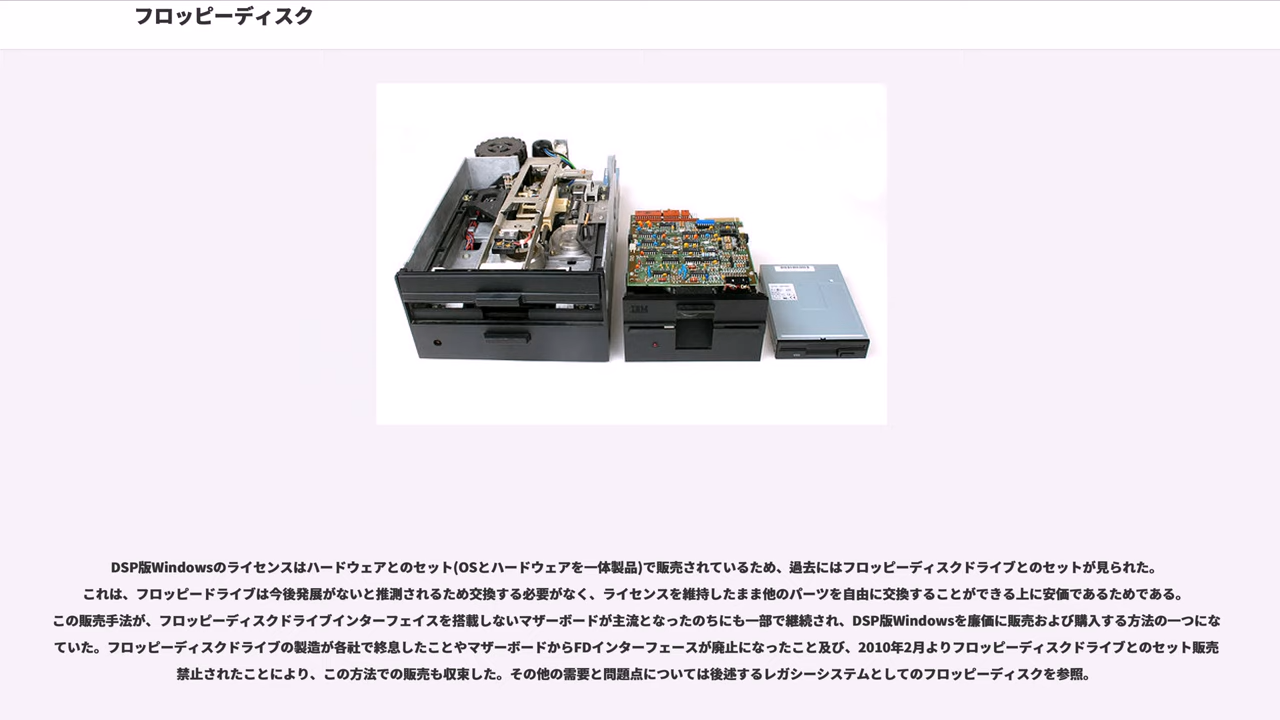 フロッピーディスク
IBM
DSP版Windowsのライセンスはハードウェアとのセット(OSとハードウェアを一体製品)で販売されているため、過去にはフロッピーディスクドライブとのセットが見られた。
これは、フロッピードライブは今後発展がないと推測されるため交換する必要がなく、ライセンスを維持したまま他のパーツを自由に交換することができる上に安価であるためである。
この販売手法が、フロッピーディスクドライブインターフェイスを搭載しないマザーボードが主流となったのちにも一部で継続され、DSP版Windowsを廉価に販売および購入する方法の一つにな
ていた。フロッピーディスクドライブの製造が各社で終息したことやマザーボードからFDインターフェースが廃止になったこと及び、2010年2月よりフロッピーディスクドライブとのセット販売
禁止されたことにより、この方法での販売も収束した。その他の需要と問題点については後述するレガシーシステムとしてのフロッピーディスクを参照。